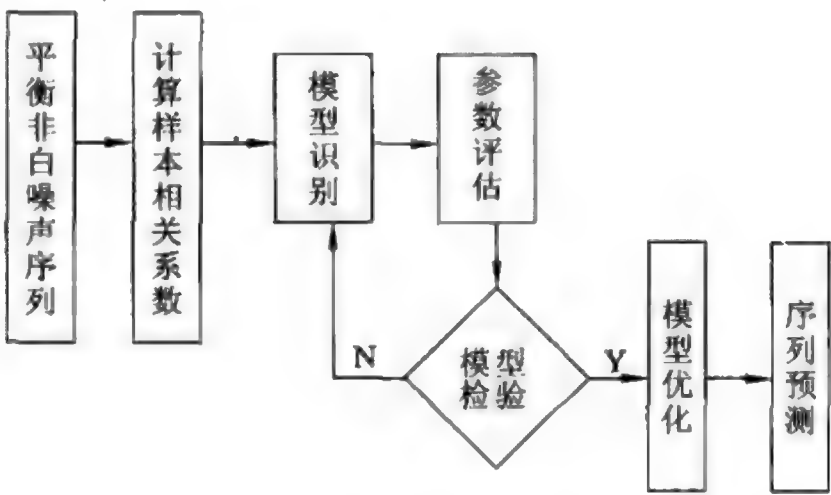 平衡非白噪声序列
计算样本相关系数
模型识别
参数评估
模型
检验
N
Y
模型优化
序列预测